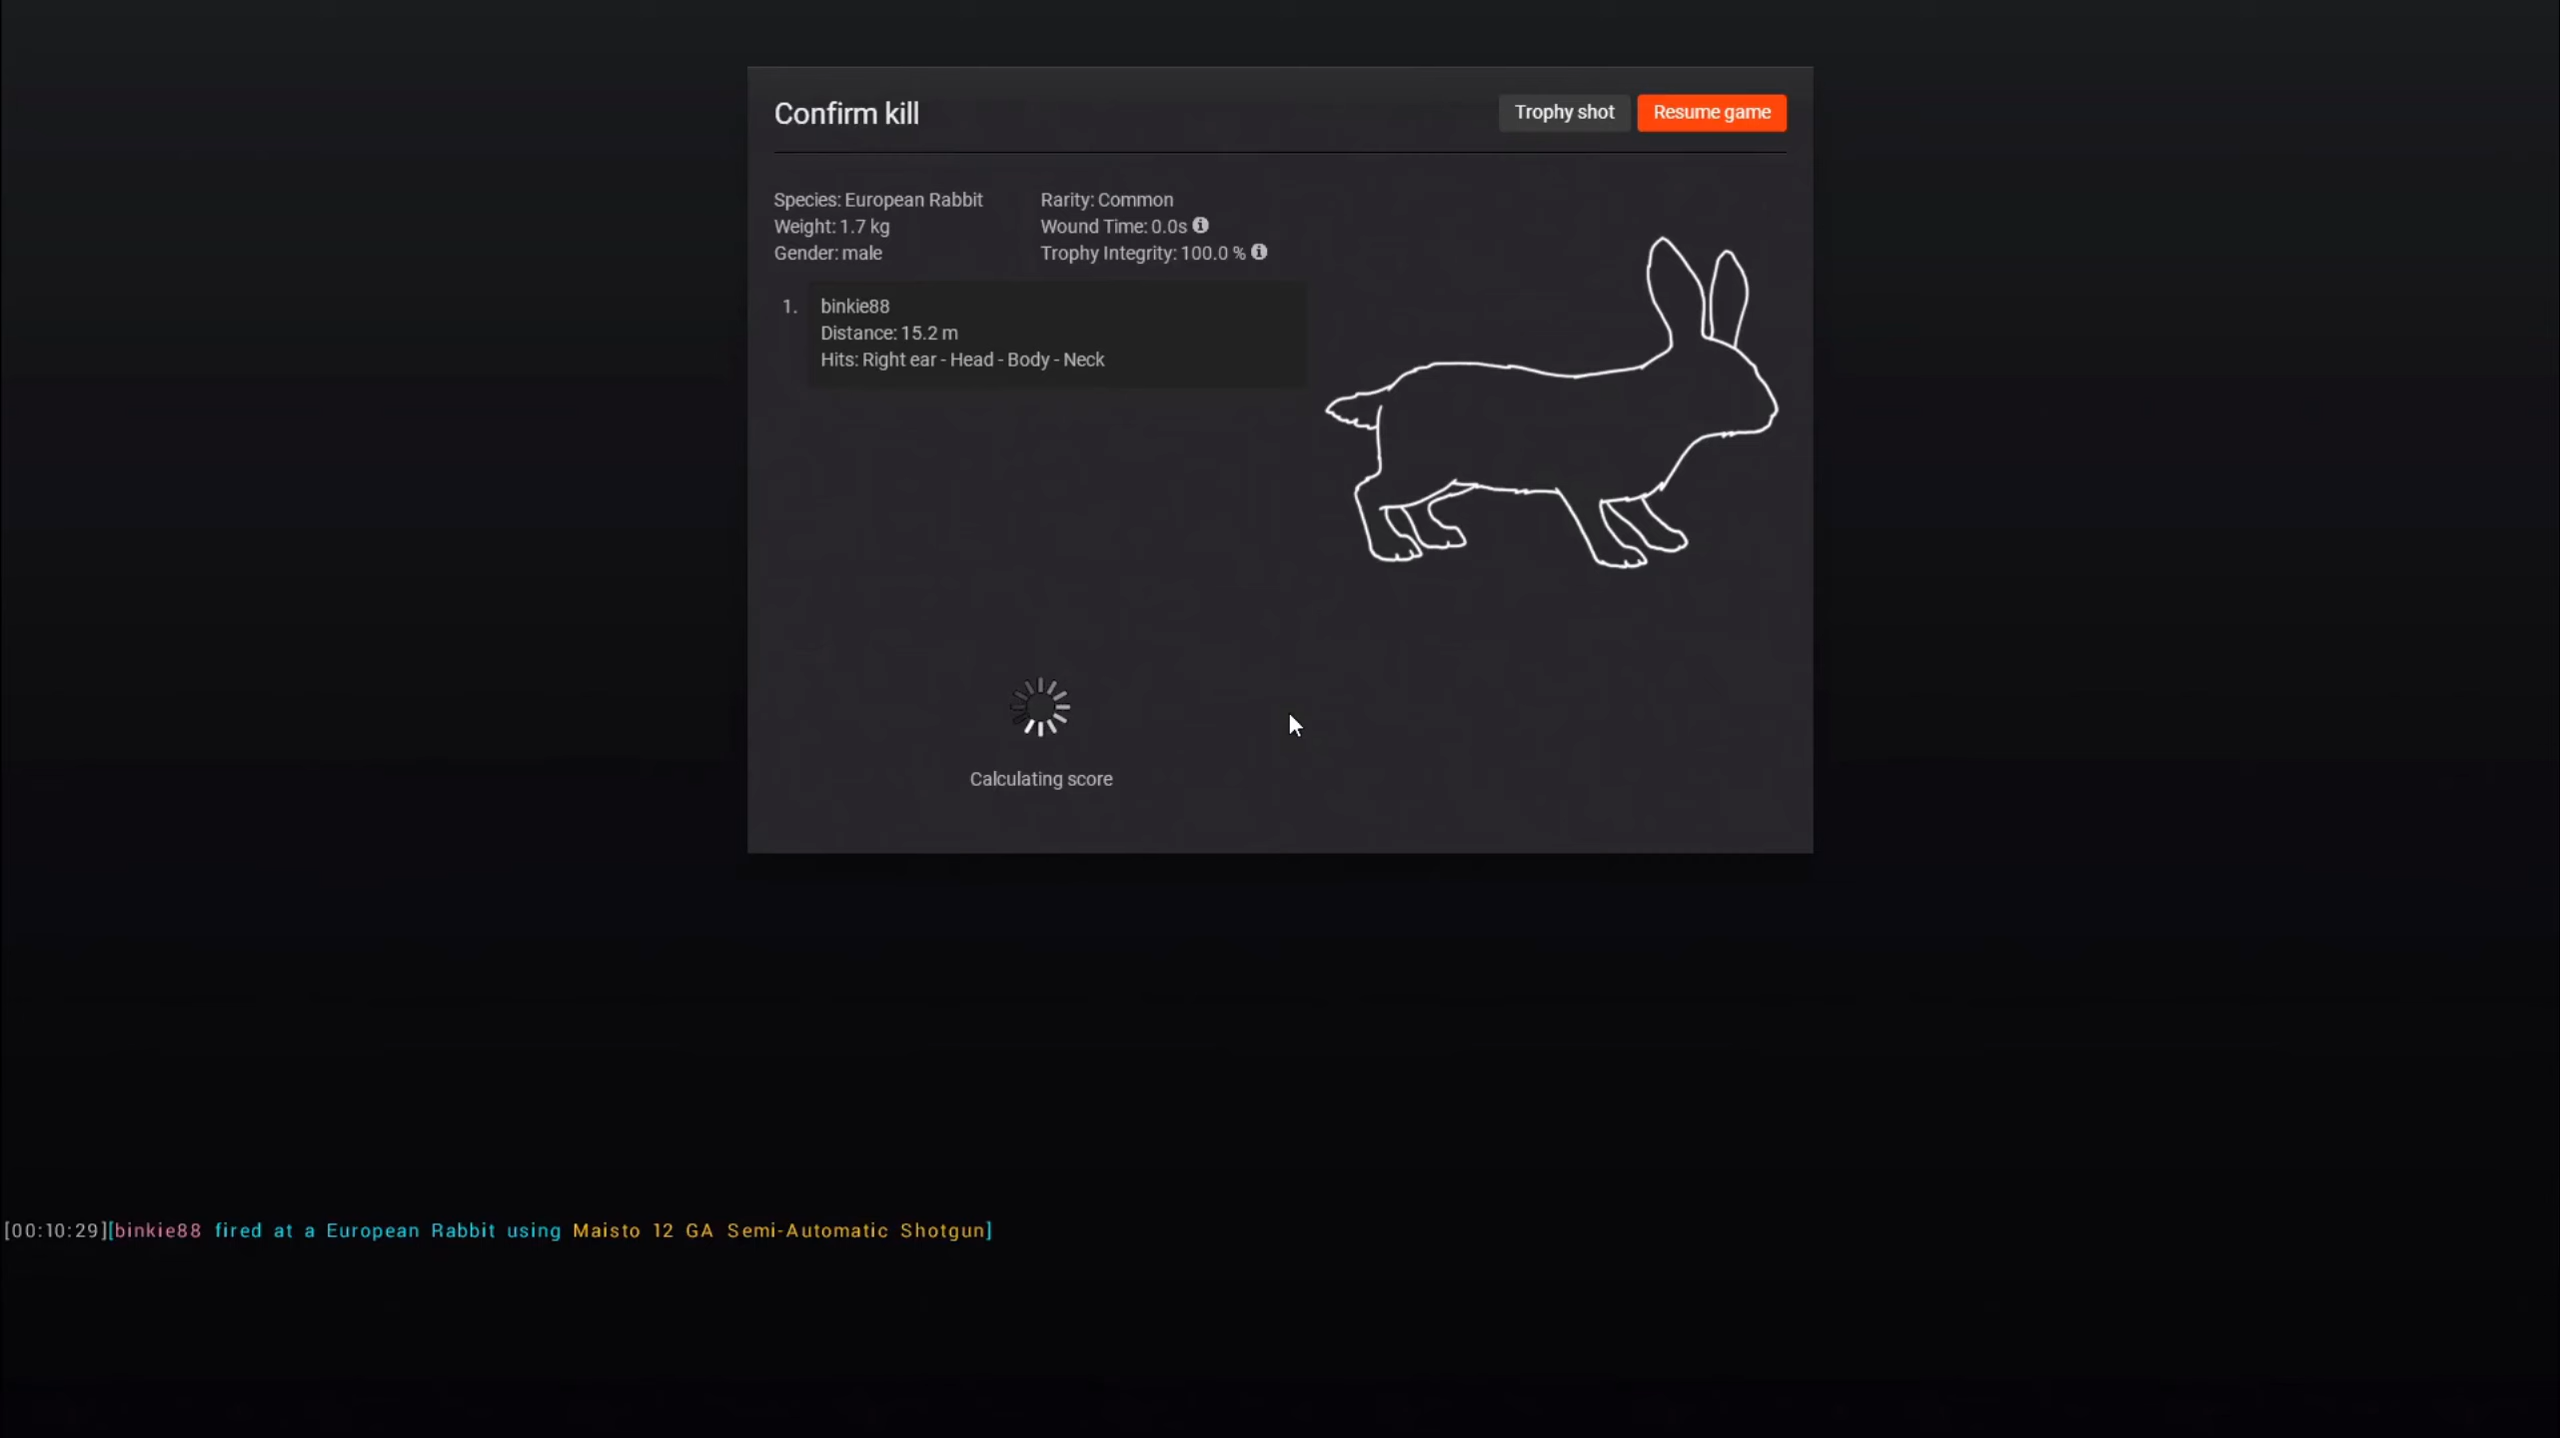 Confirm kill
Trophy shot
Resume game
Species: European Rabbit
Weight: 1.7 kg
Gender: male
Rarity: Common
Wound Time: 0.0s
Trophy Integrity: 100.0 %
1.
binkie88
Distance: 15.2 m
Hits: Right ear - Head - Body - Neck
Calculating score
[00:10:29][binkie88 fired at a European Rabbit using Maisto 12 GA Semi-Automatic Shotgun]